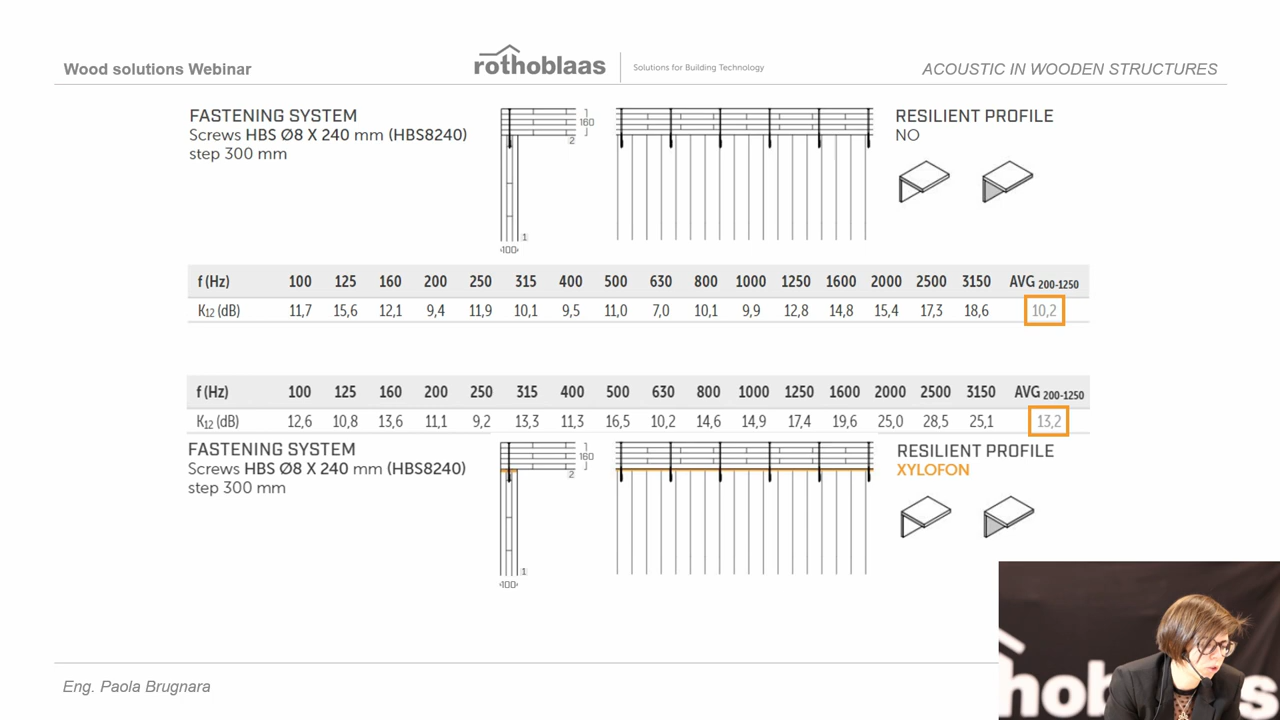 Wood solutions Webinar
rothoblaas
Solutions for Building Technology
ACOUSTIC IN WOODEN STRUCTURES
FASTENING SYSTEM
Screws HBS Ø8 X 240 mm (HBS8240)
step 300 mm
160
2
1
100
RESILIENT PROFILE
NO
f (Hz) 100 125 160 200 250 315 400 500 630 800 1000 1250 1600 2000 2500 3150 AVG 200-1250
K12 (dB) 11,7 15,6 12,1 9,4 11,9 10,1 9,5 11,0 7,0 10,1 9,9 12,8 14,8 15,4 17,3 18,6 10,2
f (Hz) 100 125 160 200 250 315 400 500 630 800 1000 1250 1600 2000 2500 3150 AVG 200-1250
K12 (dB) 12,6 10,3 13,6 11,1 9,2 13,3 11,3 16,5 10,2 14,6 14,9 17,4 19,6 25,0 28,5 25,1 13,2
FASTENING SYSTEM
Screws HBS Ø8 X 240 mm (HBS8240)
step 300 mm
160
2
1
100
RESILIENT PROFILE
XYLOFON
Eng. Paola Brugnara